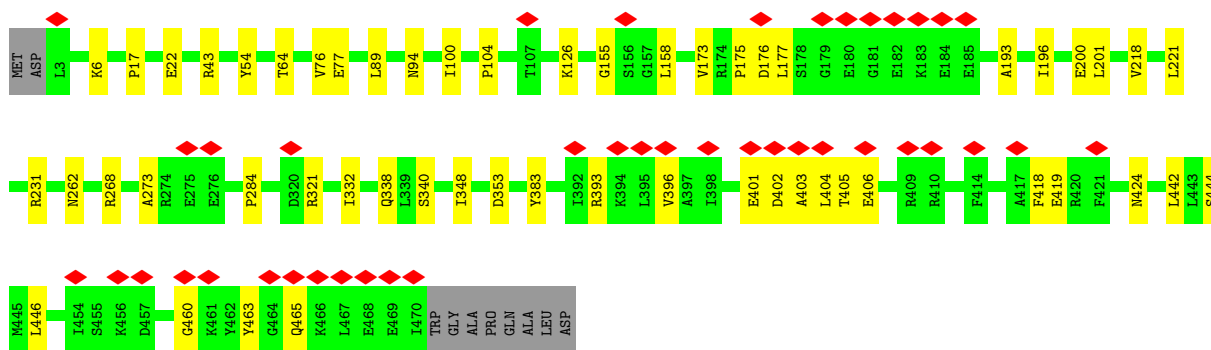 MET ASP L3 K6 P17 E22 R43 Y54 T64 V76 E77 L89 N94 I100 P104 T107 K126 G155 S156 G157 L158 V173 R174 P175 D176 L177 S178 G179 E180 G181 E182 K183 E184 E185 A193 I196 E200 L201 V218 L221
R231 N262 R268 A273 R274 E275 E276 P284 D320 R321 I332 Q338 L339 S340 I348 D353 Y383 I392 R393 K394 L395 V396 A397 I398 E401 D402 A403 L404 T405 E406 R409 R410 F414 A417 F418 E419 R420 F421 N424 L442 L443 S444
M445 L446 I454 S455 K456 D457 G460 K461 Y462 Y463 G464 Q465 K466 L467 E468 E469 I470 TRP GLY ALA PRO GLN ALA LEU ASP